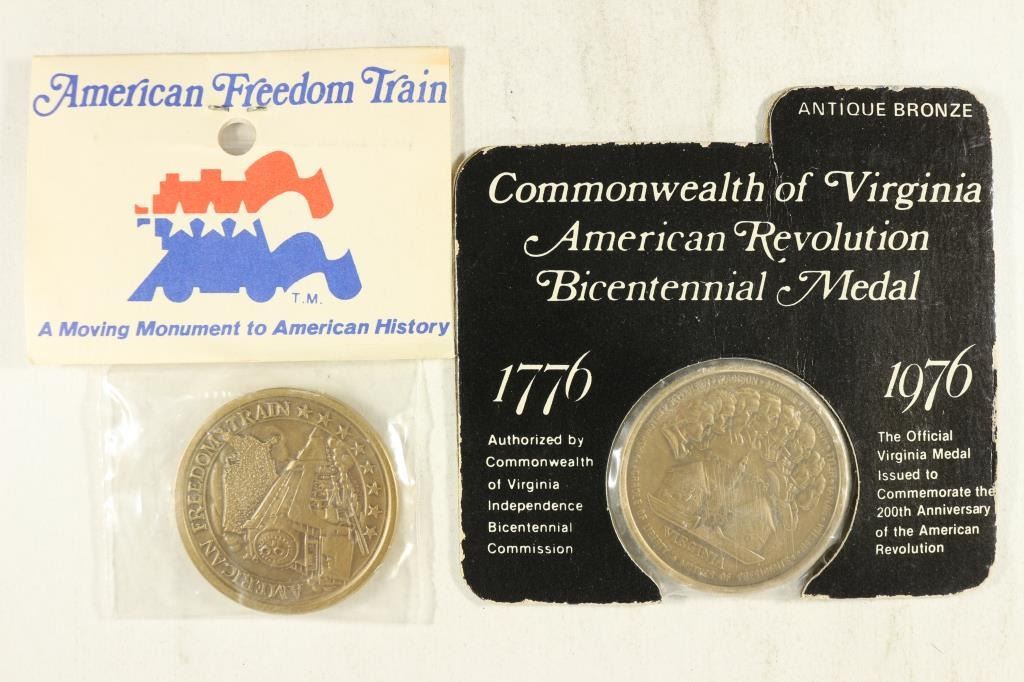 American Freedom Train
T.M.
A Moving Monument to American History
AMERICAN FREEDOM TRAIN
ANTIQUE BRONZE
Commonwealth of Virginia
American Revolution
Bicentennial Medal
1776
Authorized by
Commonwealth
of Virginia
Independence
Bicentennial
Commission
1976
The Official
Virginia Medal
Issued to
Commemorate the
200th Anniversary
of the American
Revolution
MADISON
VIRGINIA